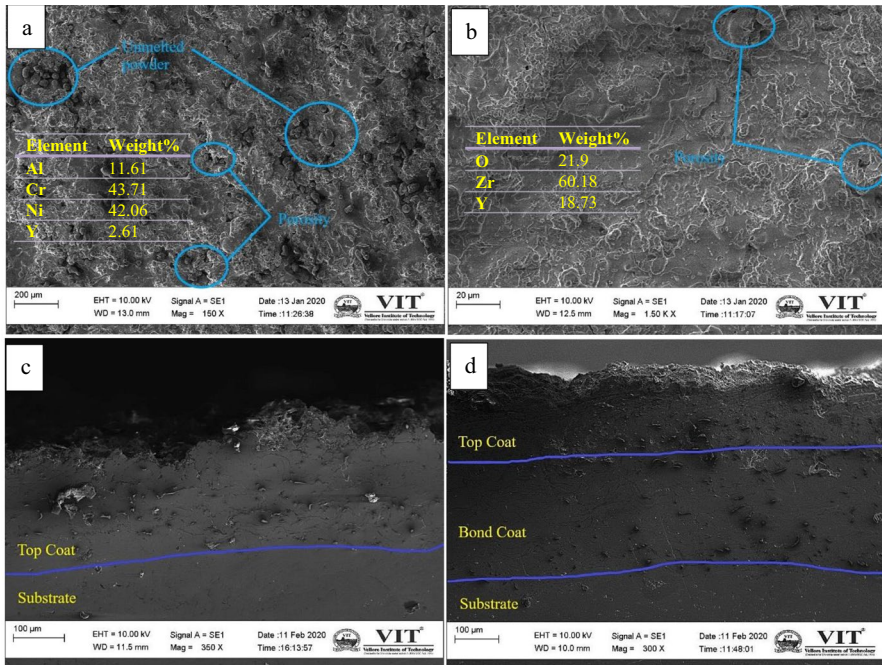 a
Unmelted
powder
Element Weight%
Al 11.61
Cr 43.71
Ni 42.06
Y 2.61
Porosity
200 µm
EHT = 10.00 kV Signal A = SE1 Date :13 Jan 2020
WD = 13.0 mm Mag = 150 X Time :11:26:38
VIT
Vellore Institute of Technology
b
Element Weight%
O 21.9
Zr 60.18
Y 18.73
Porosity
20 µm
EHT = 10.00 kV Signal A = SE1 Date :13 Jan 2020
WD = 12.5 mm Mag = 1.50 K X Time :11:17:07
VIT
Vellore Institute of Technology
c
Top Coat
Substrate
100 µm
EHT = 10.00 kV Signal A = SE1 Date :11 Feb 2020
WD = 11.5 mm Mag = 350 X Time :16:13:57
VIT
Vellore Institute of Technology
d
Top Coat
Bond Coat
Substrate
100 µm
EHT = 10.00 kV Signal A = SE1 Date :11 Feb 2020
WD = 10.0 mm Mag = 300 X Time :11:48:01
VIT
Vellore Institute of Technology